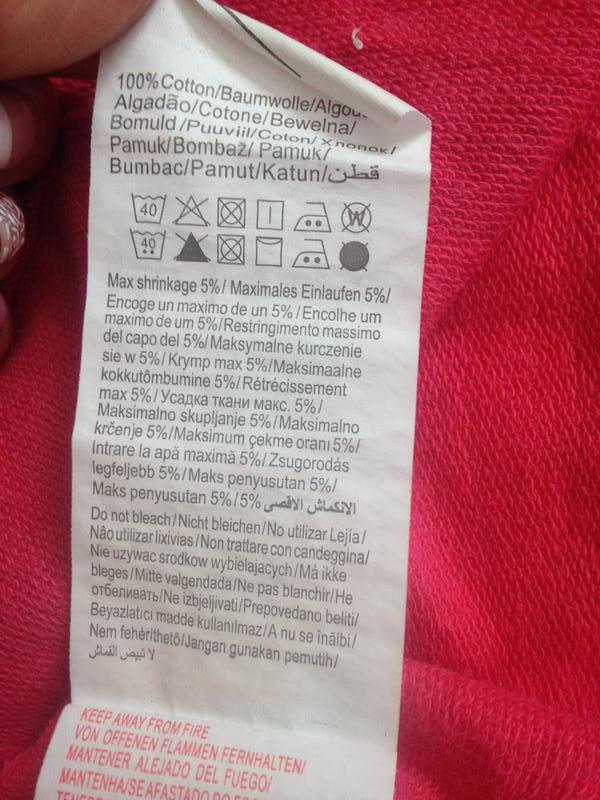 100% Cotton/Baumwolle/Algod
Algadão/Cotone/Bewelna/
Bomuld/Puuvill/Coton/Хлопок/
Pamuk/Bombaž/ Pamuk/
Bumbac/Pamut/Katun/قطن
40 W
40
Max shrinkage 5%/ Maximales Einlaufen 5%/
Encoge un maximo de un 5%/Encolhe um
maximo de um 5%/Restringimento massimo
del capo del 5%/Maksymalne kurczenie
sie w 5%/Krymp max 5%/Maksimaalne
kokkutõmbumine 5%/Rétrécissement
max 5%/Усадка ткани макс. 5%/
Maksimalno skupljanje 5%/Maksimalno
krčenje 5%/Maksimum çekme oranı 5%/
Intrare la apă maximă 5%/Zsugorodás
legfeljebb 5%/Maks penyusutan 5%/
Maks penyusutan 5%/5% الانكماش الاقصى
Do not bleach/Nicht bleichen/No utilizar Lejía/
Não utilizar lixivias/Non trattare con candeggina/
Nie uzywac srodkow wybielajacych/Må ikke
bleges/Mitte valgendada/Ne pas blanchir/Не
отбеливать/Ne izbjeljivati/Prepovedano beliti/
Beyazlatıcı madde kullanılmaz/A nu se înălbi/
Nem fehéríthető/Jangan gunakan pemutih/
لا تبيض القماش
KEEP AWAY FROM FIRE
VON OFFENEN FLAMMEN FERNHALTEN/
MANTENER ALEJADO DEL FUEGO/
MANTENHA/SE AFASTADO DO